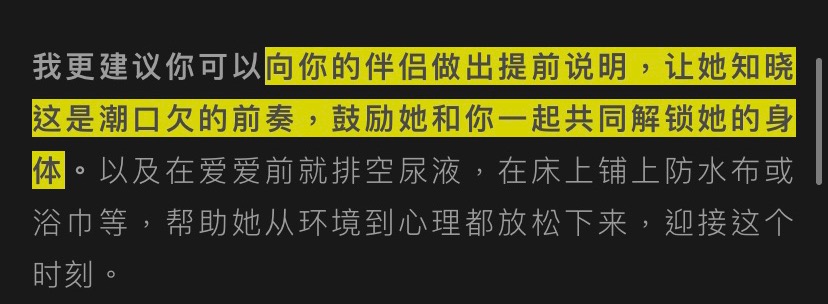 我更建议你可以向你的伴侣做出提前说明，让她知晓
这是潮口欠的前奏，鼓励她和你一起共同解锁她的身
体。以及在爱爱前就排空尿液，在床上铺上防水布或
浴巾等，帮助她从环境到心理都放松下来，迎接这个
时刻。